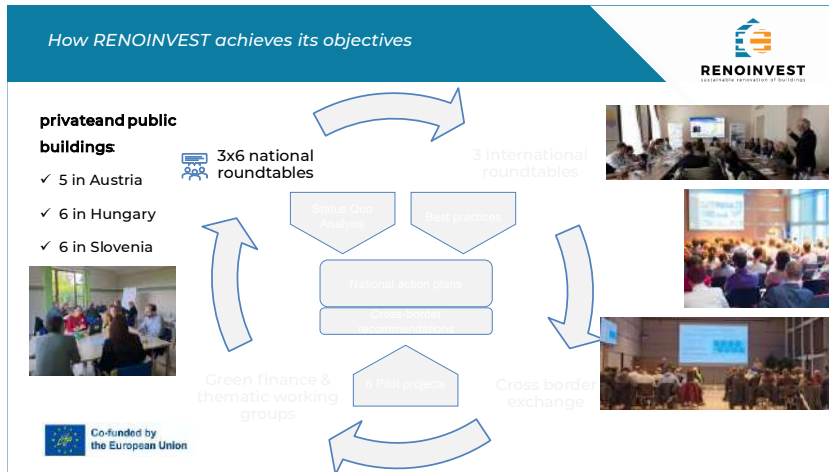 How RENOINVEST achieves its objectives
RENOINVEST
sustainable renovation of buildings
privateand public
buildings:
✓ 5 in Austria
✓ 6 in Hungary
✓ 6 in Slovenia
3x6 national
roundtables
3 international
roundtables
Status Quo
Analysis
Best practices
National action plans
Cross-border
recommendations
6 Pilot projects
Green finance &
thematic working
groups
Cross border
exchange
Co-funded by
the European Union